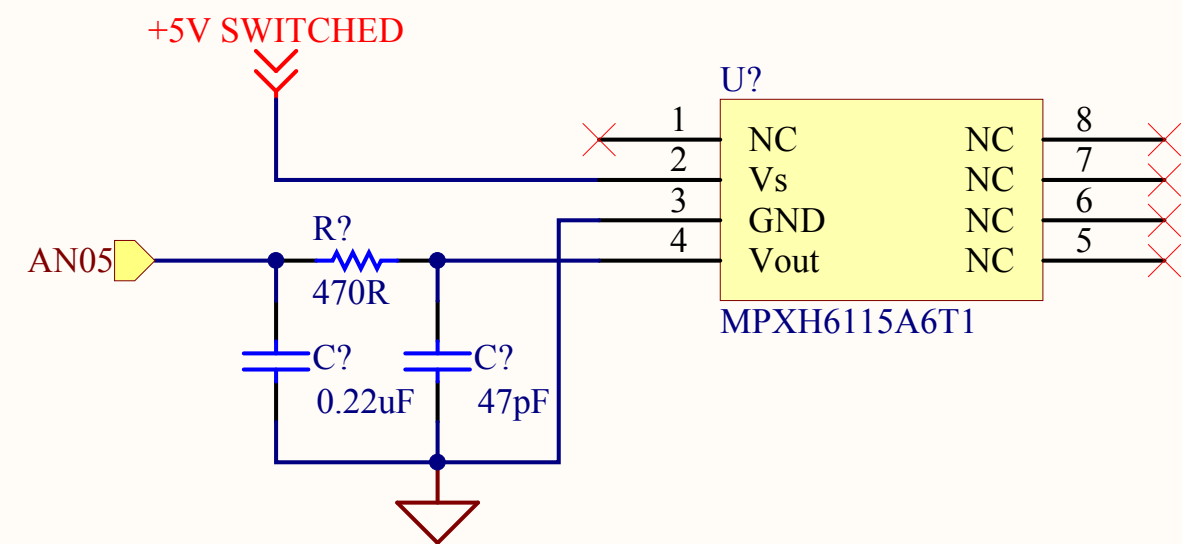 +5V SWITCHED
U?
1 NC NC 8
2 Vs NC 7
3 GND NC 6
4 Vout NC 5
MPXH6115A6T1
AN05
R?
470R
C?
0.22uF
C?
47pF